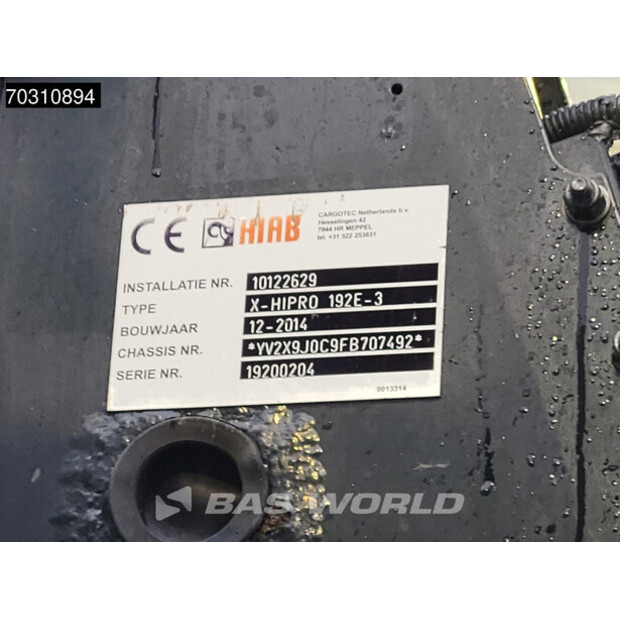 70310894
CE HIAB
CARGOTEC Netherlands b.v.
Hesselingen 42
7944 HR MEPPEL
tel. +31 522 253831
INSTALLATIE NR. 10122629
TYPE X-HIPRO 192E-3
BOUWJAAR 12-2014
CHASSIS NR. *YV2X9J0C9FB707492*
SERIE NR. 19200204
0013314
BAS WORLD